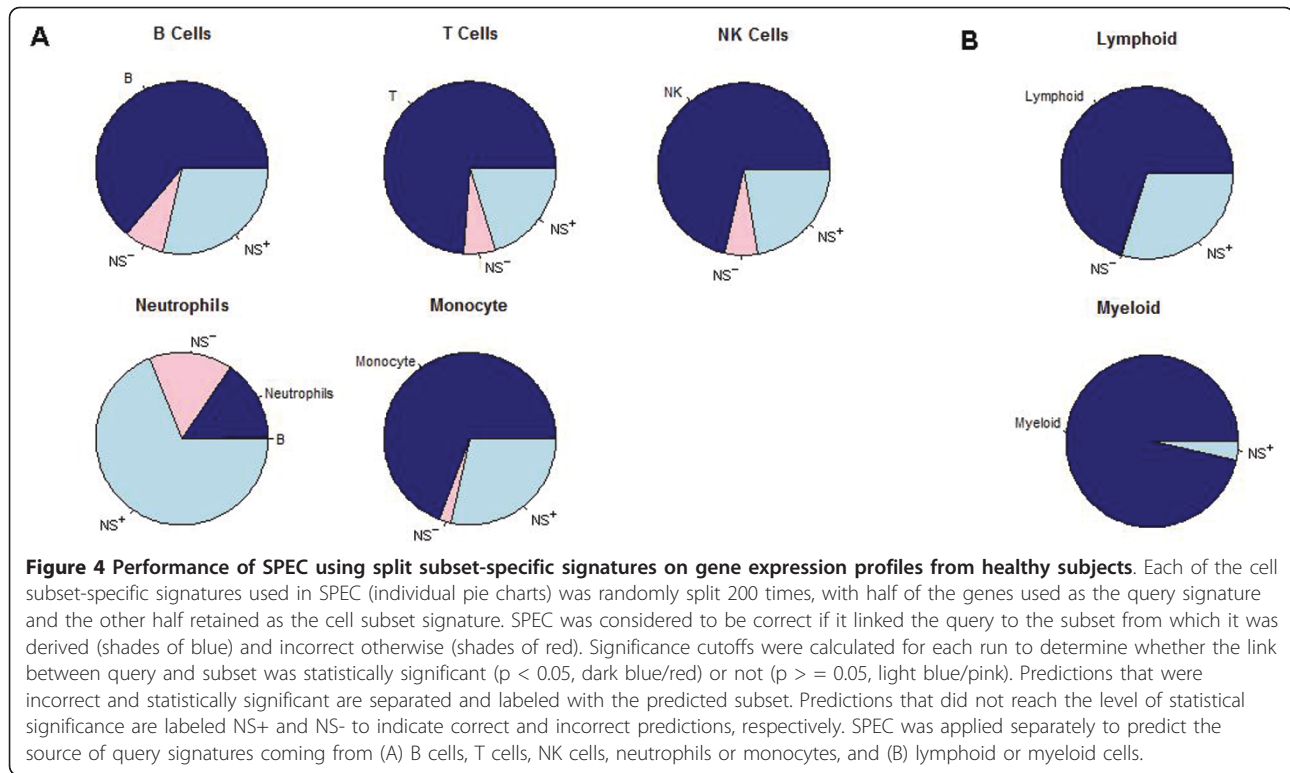 A
B Cells
T Cells
NK Cells
B
Lymphoid
B
T
NK
Lymphoid
NS⁻
NS⁺
NS⁻
NS⁺
NS⁻
NS⁺
NS⁻
NS⁺
Neutrophils
Monocyte
Myeloid
NS⁻
Neutrophils
B
NS⁺
Monocyte
NS⁻
NS⁺
Myeloid
NS⁺
Figure 4 Performance of SPEC using split subset-specific signatures on gene expression profiles from healthy subjects. Each of the cell
subset-specific signatures used in SPEC (individual pie charts) was randomly split 200 times, with half of the genes used as the query signature
and the other half retained as the cell subset signature. SPEC was considered to be correct if it linked the query to the subset from which it was
derived (shades of blue) and incorrect otherwise (shades of red). Significance cutoffs were calculated for each run to determine whether the link
between query and subset was statistically significant (p < 0.05, dark blue/red) or not (p > = 0.05, light blue/pink). Predictions that were
incorrect and statistically significant are separated and labeled with the predicted subset. Predictions that did not reach the level of statistical
significance are labeled NS+ and NS- to indicate correct and incorrect predictions, respectively. SPEC was applied separately to predict the
source of query signatures coming from (A) B cells, T cells, NK cells, neutrophils or monocytes, and (B) lymphoid or myeloid cells.